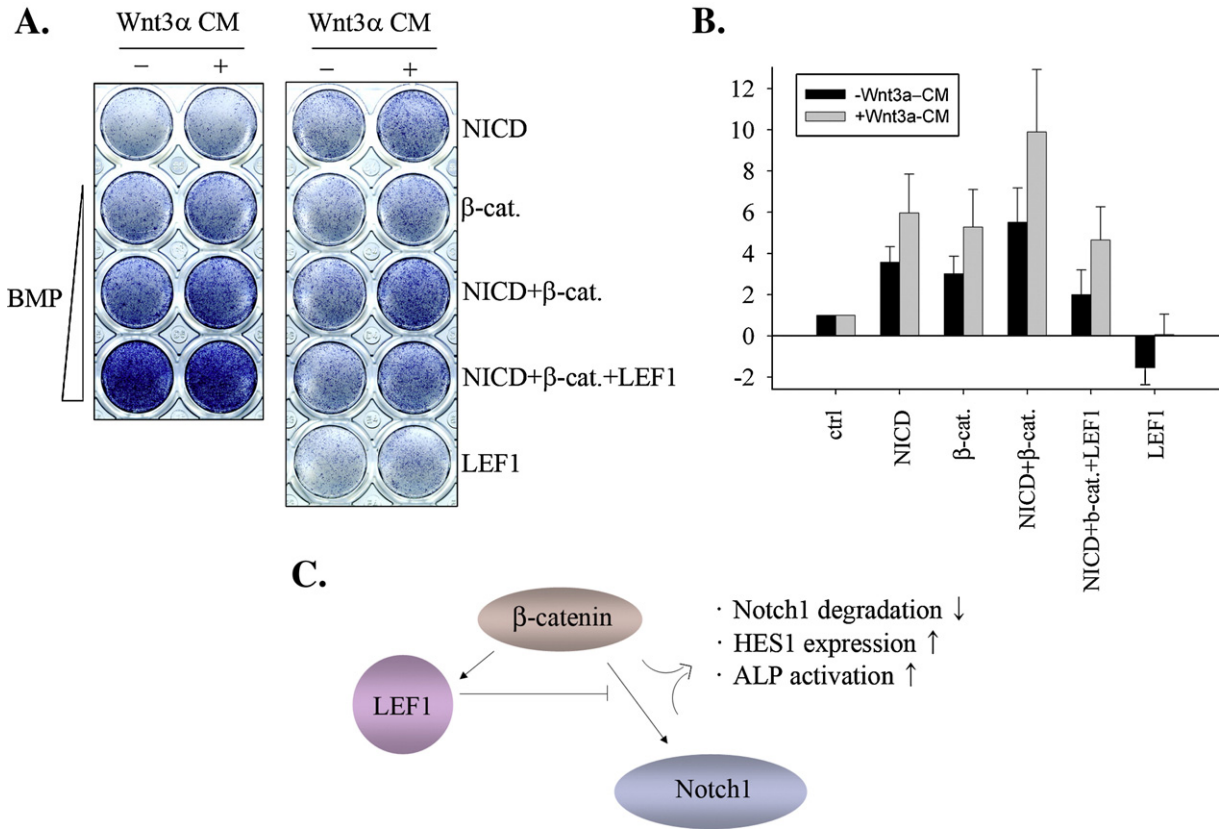 A.
Wnt3α CM
Wnt3α CM
− +
− +
BMP
NICD
β-cat.
NICD+β-cat.
NICD+β-cat.+LEF1
LEF1
B.
-Wnt3a–CM
+Wnt3a-CM
12
10
8
6
4
2
0
-2
ctrl
NICD
β-cat.
NICD+β-cat.
NICD+b-cat.+LEF1
LEF1
C.
β-catenin
LEF1
Notch1
· Notch1 degradation ↓
· HES1 expression ↑
· ALP activation ↑